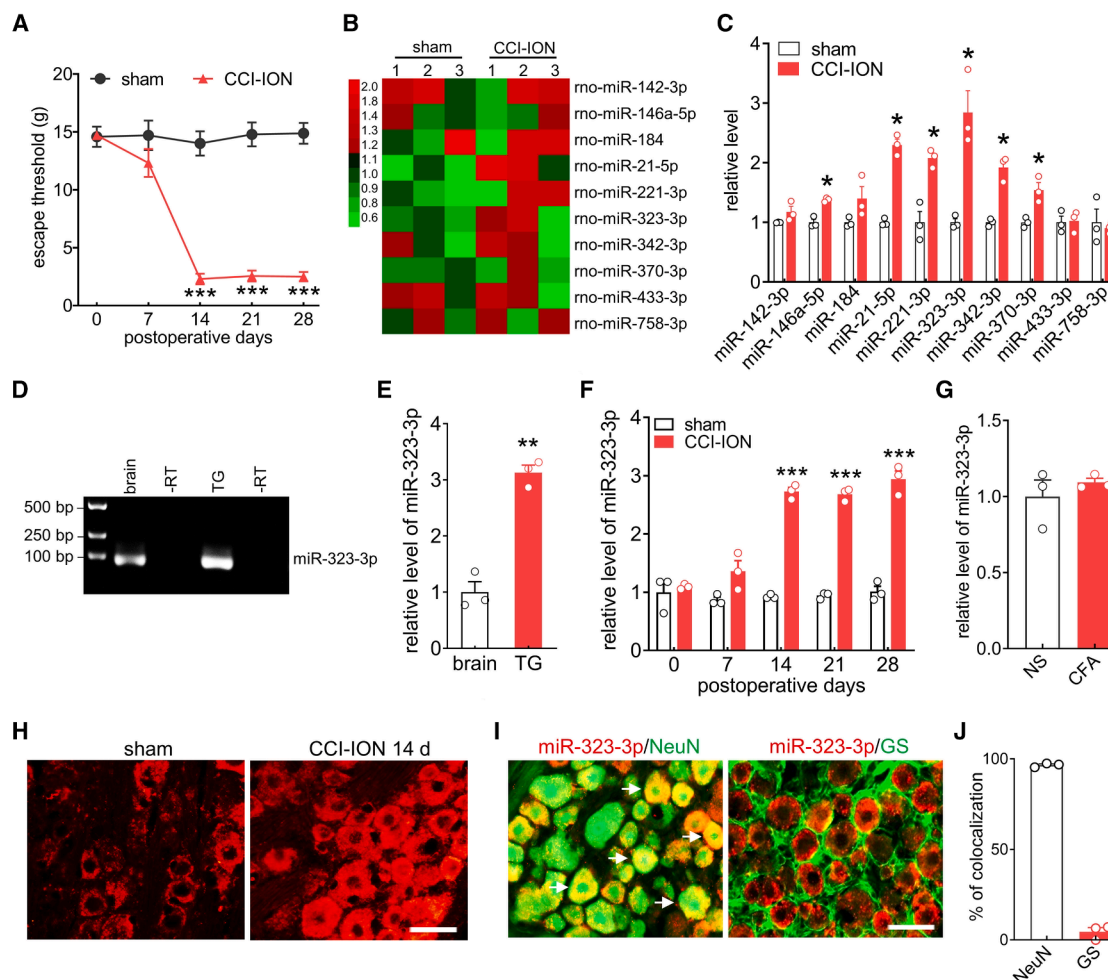 A
sham
CCI-ION
escape threshold (g)
20
15
10
5
0
***
***
***
0 7 14 21 28
postoperative days
B
sham CCI-ION
1 2 3 1 2 3
2.0
1.8
1.4
1.2
1.1
1.0
0.9
0.8
0.6
rno-miR-142-3p
rno-miR-146a-5p
rno-miR-184
rno-miR-21-5p
rno-miR-221-3p
rno-miR-323-3p
rno-miR-342-3p
rno-miR-370-3p
rno-miR-433-3p
rno-miR-758-3p
C
sham
CCI-ION
relative level
4
3
2
1
0
*
*
*
*
*
*
miR-142-3p
miR-146a-5p
miR-184
miR-21-5p
miR-221-3p
miR-323-3p
miR-342-3p
miR-370-3p
miR-433-3p
miR-758-3p
D
brain -RT TG -RT
500 bp
250 bp
100 bp
miR-323-3p
E
relative level of miR-323-3p
4
3
2
1
0
**
brain TG
F
sham
CCI-ION
relative level of miR-323-3p
4
3
2
1
0
***
***
***
0 7 14 21 28
postoperative days
G
relative level of miR-323-3p
1.5
1.0
0.5
0.0
NS CFA
H
sham CCI-ION 14 d
I
miR-323-3p/NeuN miR-323-3p/GS
J
% of colocalization
100
50
0
NeuN GS